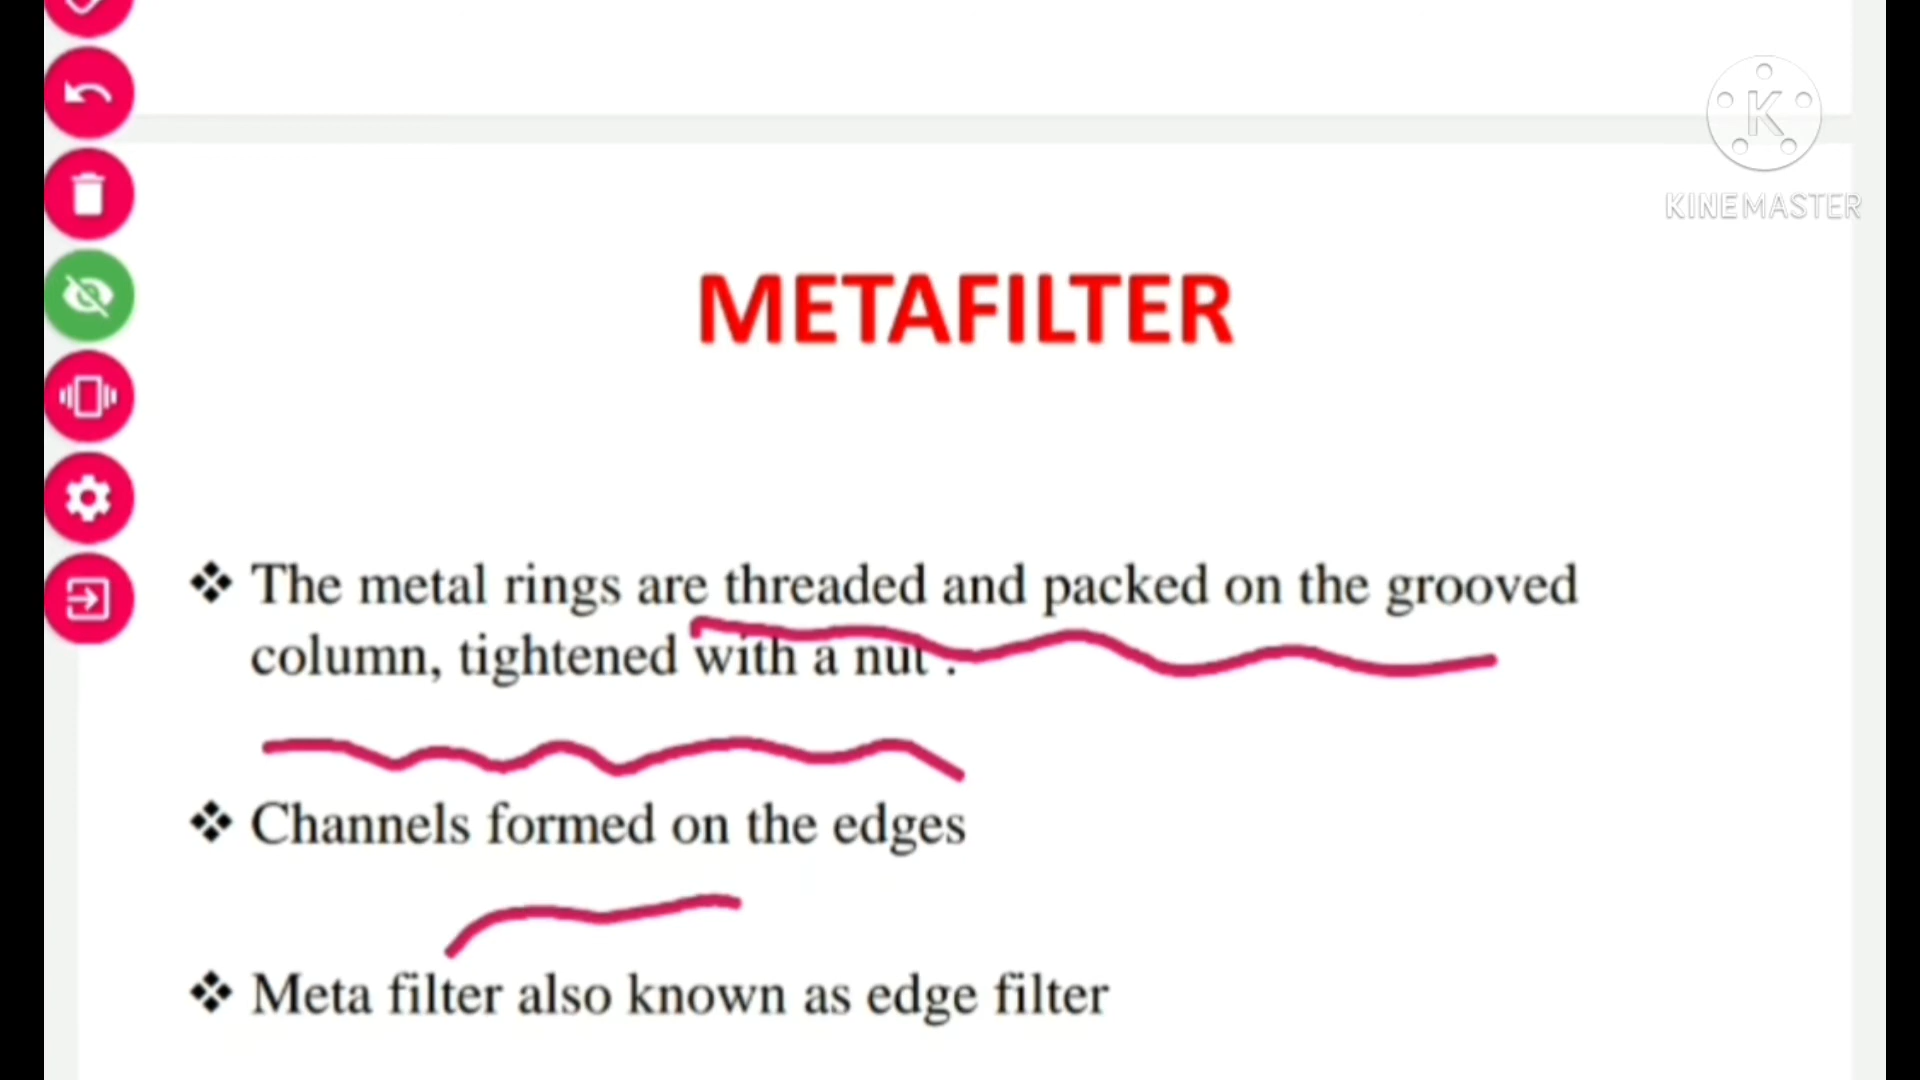 K
KINEMASTER
METAFILTER
❖ The metal rings are threaded and packed on the grooved
column, tightened with a nut .
❖ Channels formed on the edges
❖ Meta filter also known as edge filter